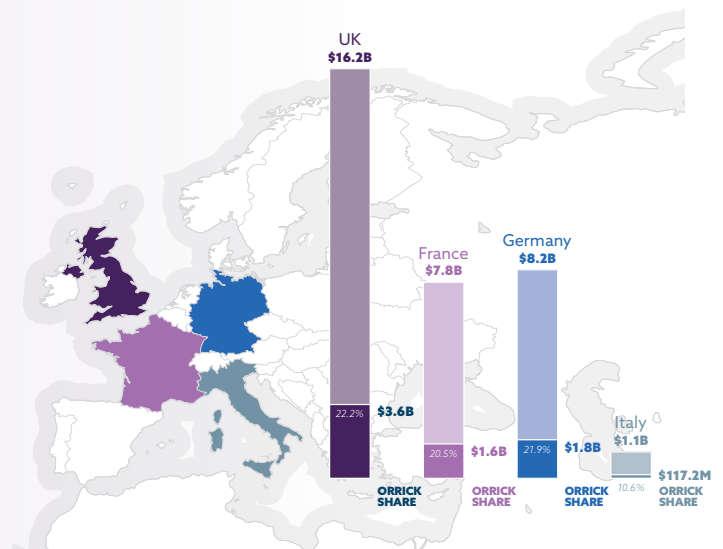 UK
$16.2B
22.2%
$3.6B
ORRICK
SHARE
France
$7.8B
20.5%
$1.6B
ORRICK
SHARE
Germany
$8.2B
21.9%
$1.8B
ORRICK
SHARE
Italy
$1.1B
10.6%
$117.2M
ORRICK
SHARE